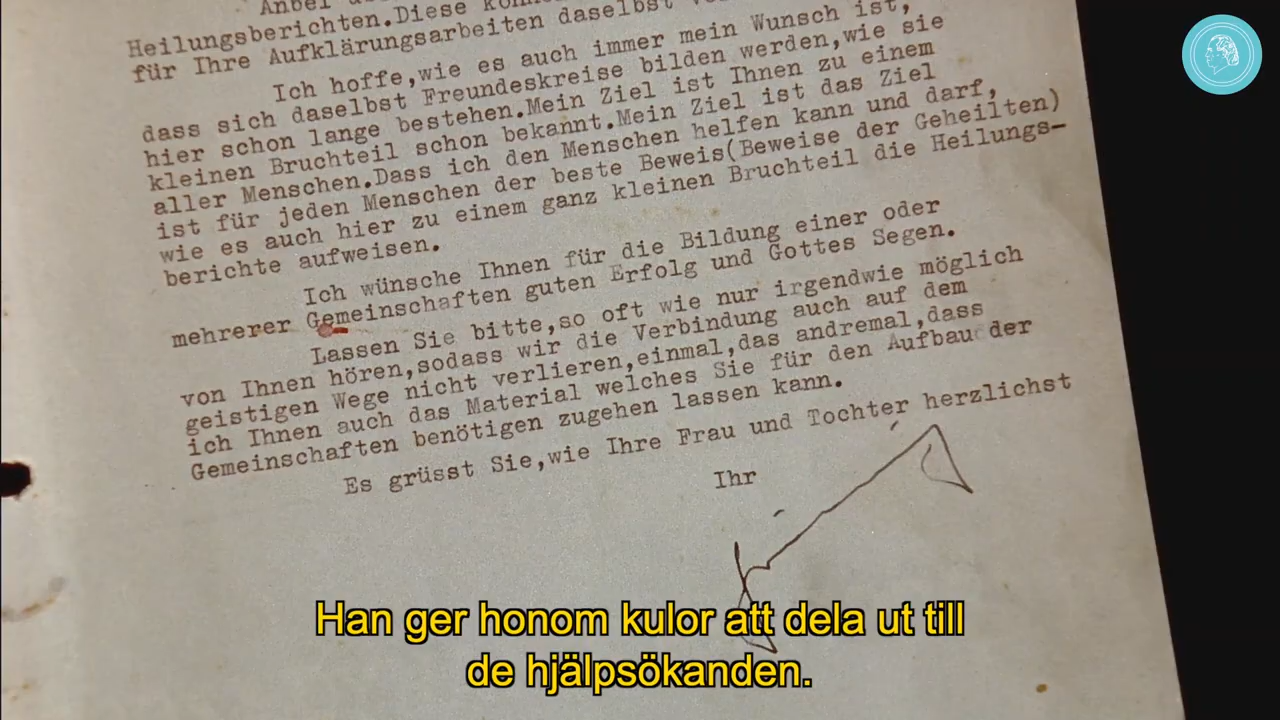 Heilungsberichten.Diese
für Ihre Aufklärungsarbeiten daselbst
Ich hoffe,wie es auch immer mein Wunsch ist,
dass sich daselbst Freundeskreise bilden werden,wie sie
hier schon lange bestehen.Mein Ziel ist Ihnen zu einem
kleinen Bruchteil schon bekannt.Mein Ziel ist das Ziel
aller Menschen.Dass ich den Menschen helfen kann und darf,
ist für jeden Menschen der beste Beweis(Beweise der Geheilten)
wie es auch hier zu einem ganz kleinen Bruchteil die Heilungs-
berichte aufweisen.
Ich wünsche Ihnen für die Bildung einer oder
mehrerer Gemeinschaften guten Erfolg und Gottes Segen.
Lassen Sie bitte,so oft wie nur irgendwie möglich
von Ihnen hören,sodass wir die Verbindung auch auf dem
geistigen Wege nicht verlieren,einmal,das andremal,dass
ich Ihnen auch das Material welches Sie für den Aufbau der
Gemeinschaften benötigen zugehen lassen kann.
Es grüsst Sie,wie Ihre Frau und Tochter herzlichst
Ihr
Han ger honom kulor att dela ut till
de hjälpsökanden.